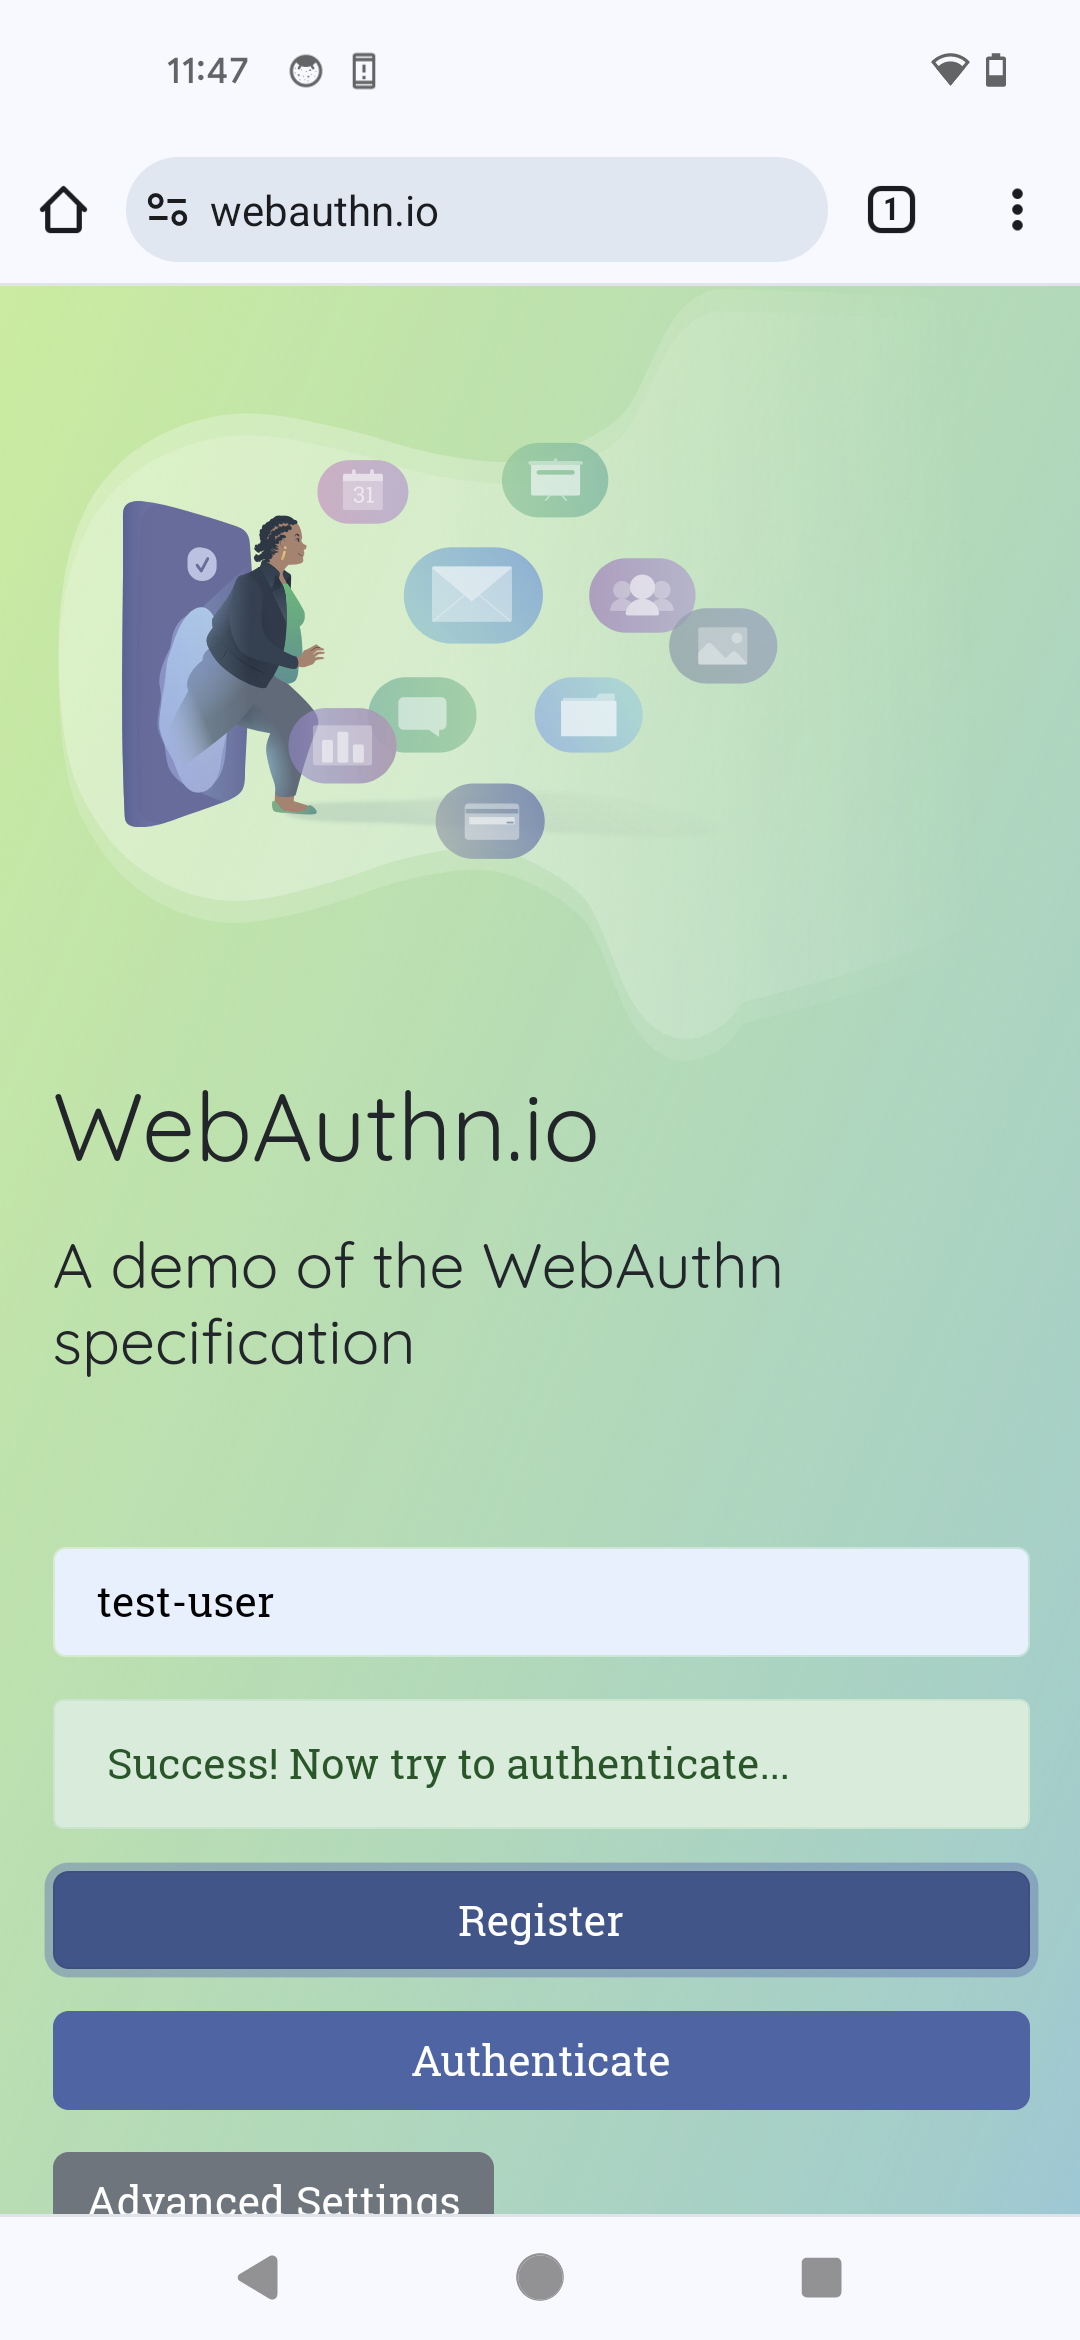 11:47
webauthn.io
1
31
WebAuthn.io
A demo of the WebAuthn
specification
test-user
Success! Now try to authenticate...
Register
Authenticate
Advanced Settings